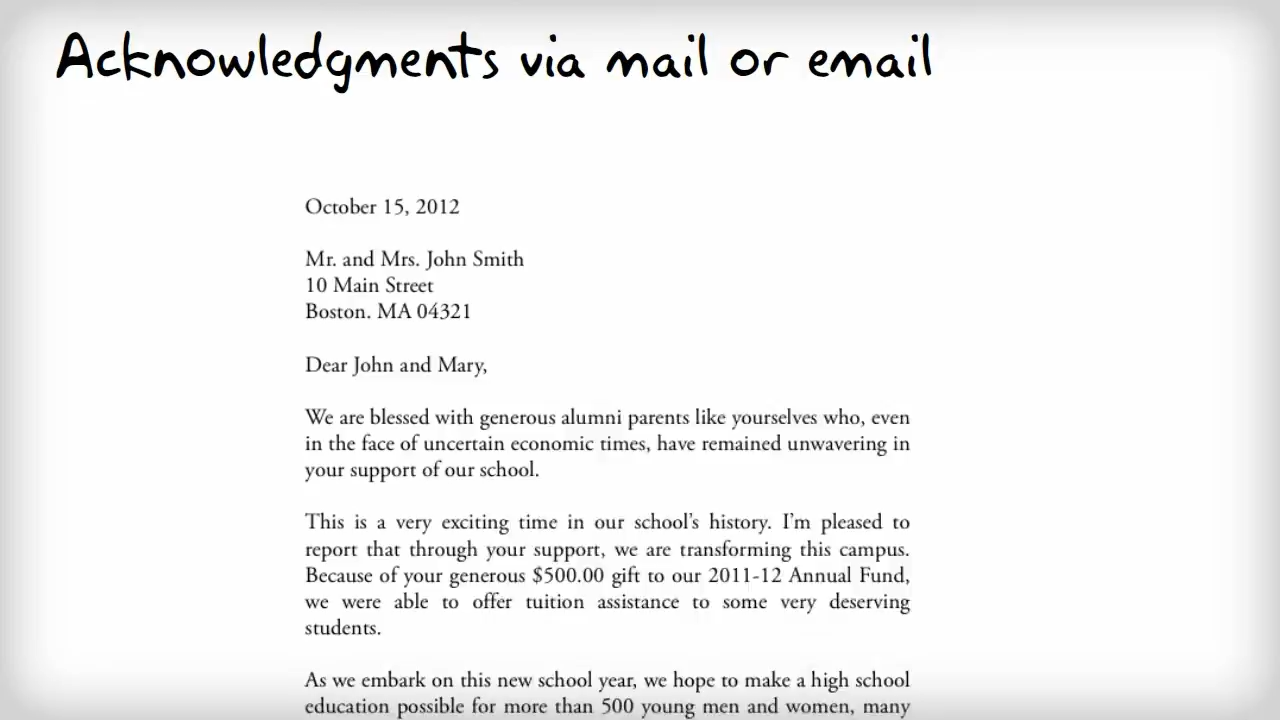 Acknowledgments via mail or email
October 15, 2012
Mr. and Mrs. John Smith
10 Main Street
Boston. MA 04321
Dear John and Mary,
We are blessed with generous alumni parents like yourselves who, even
in the face of uncertain economic times, have remained unwavering in
your support of our school.
This is a very exciting time in our school's history. I'm pleased to
report that through your support, we are transforming this campus.
Because of your generous $500.00 gift to our 2011-12 Annual Fund,
we were able to offer tuition assistance to some very deserving
students.
As we embark on this new school year, we hope to make a high school
education possible for more than 500 young men and women, many